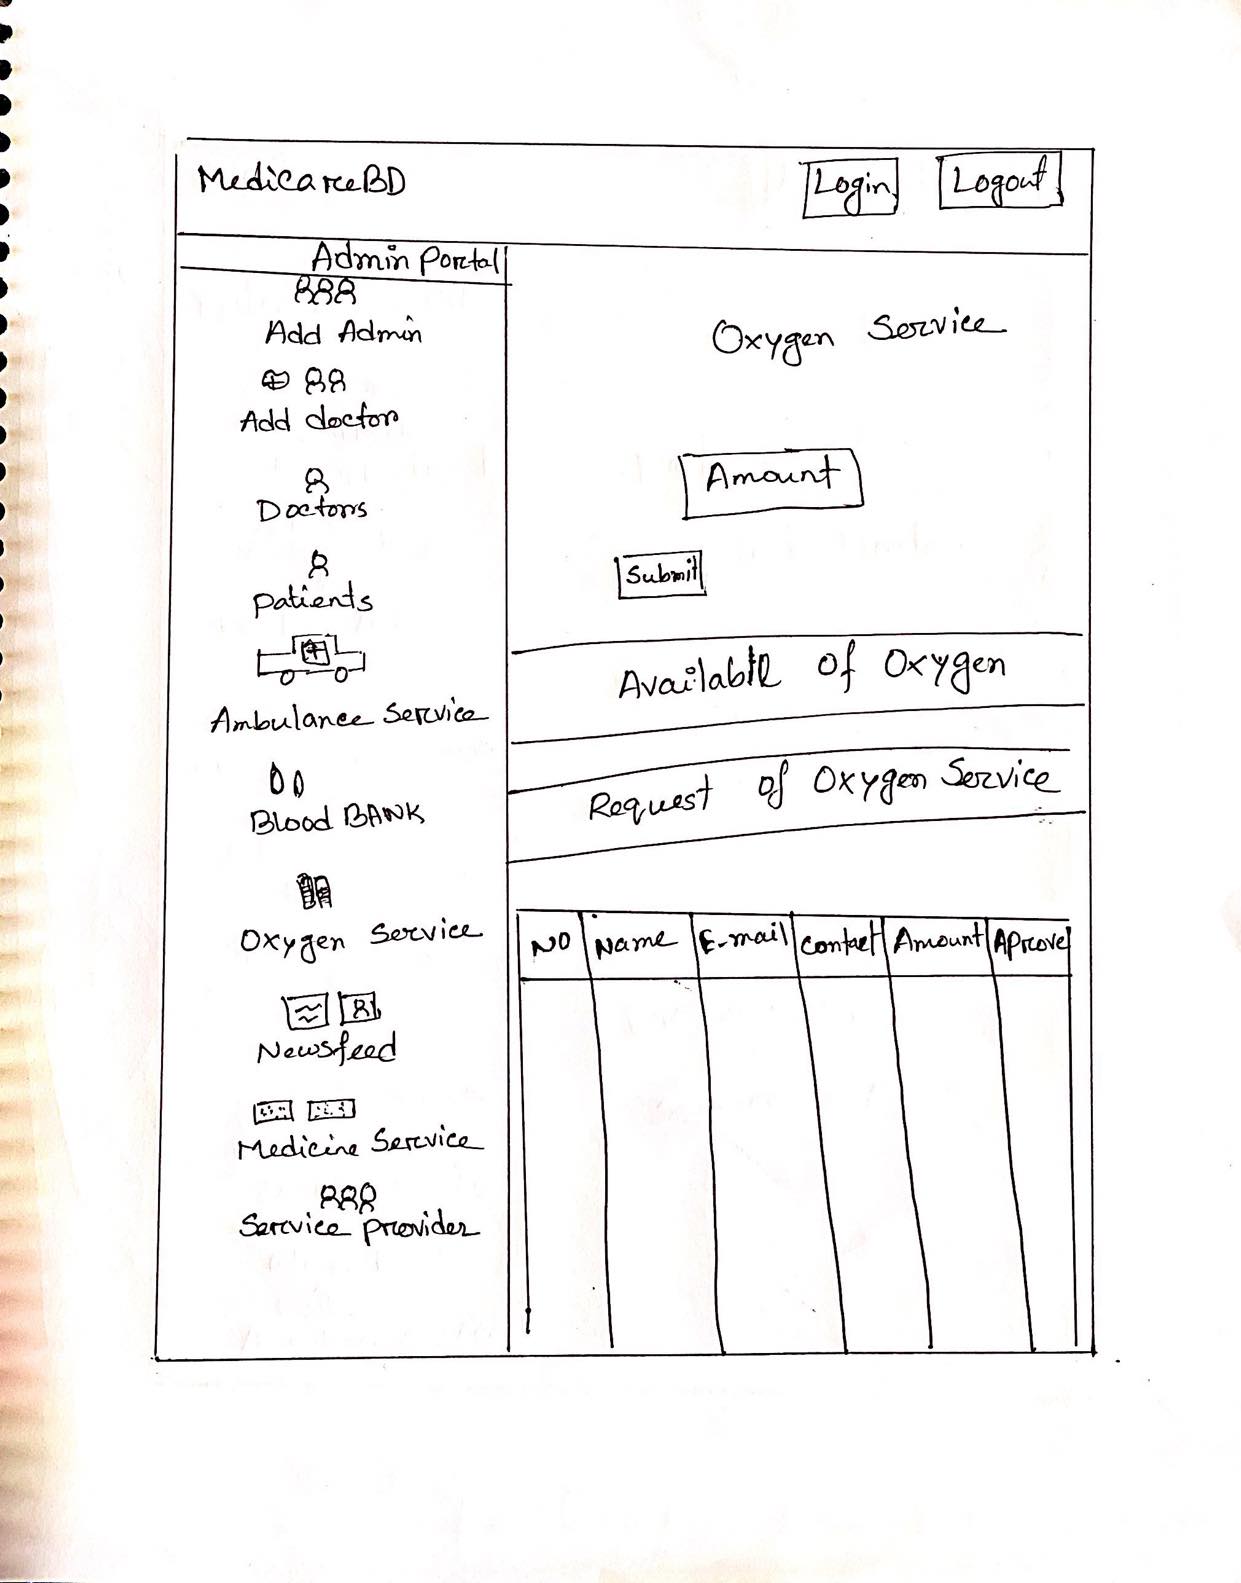 MedicareBD
Login
Logout
Admin Portal
Add Admin
Add doctor
Doctors
Patients
Ambulance Service
Blood BANK
Oxygen Service
Newsfeed
Medicine Service
Service Provider
Oxygen Service
Amount
Submit
Of Oxygen
Request of Oxygen Service
NO Name E-mail Contact Amount Aprove